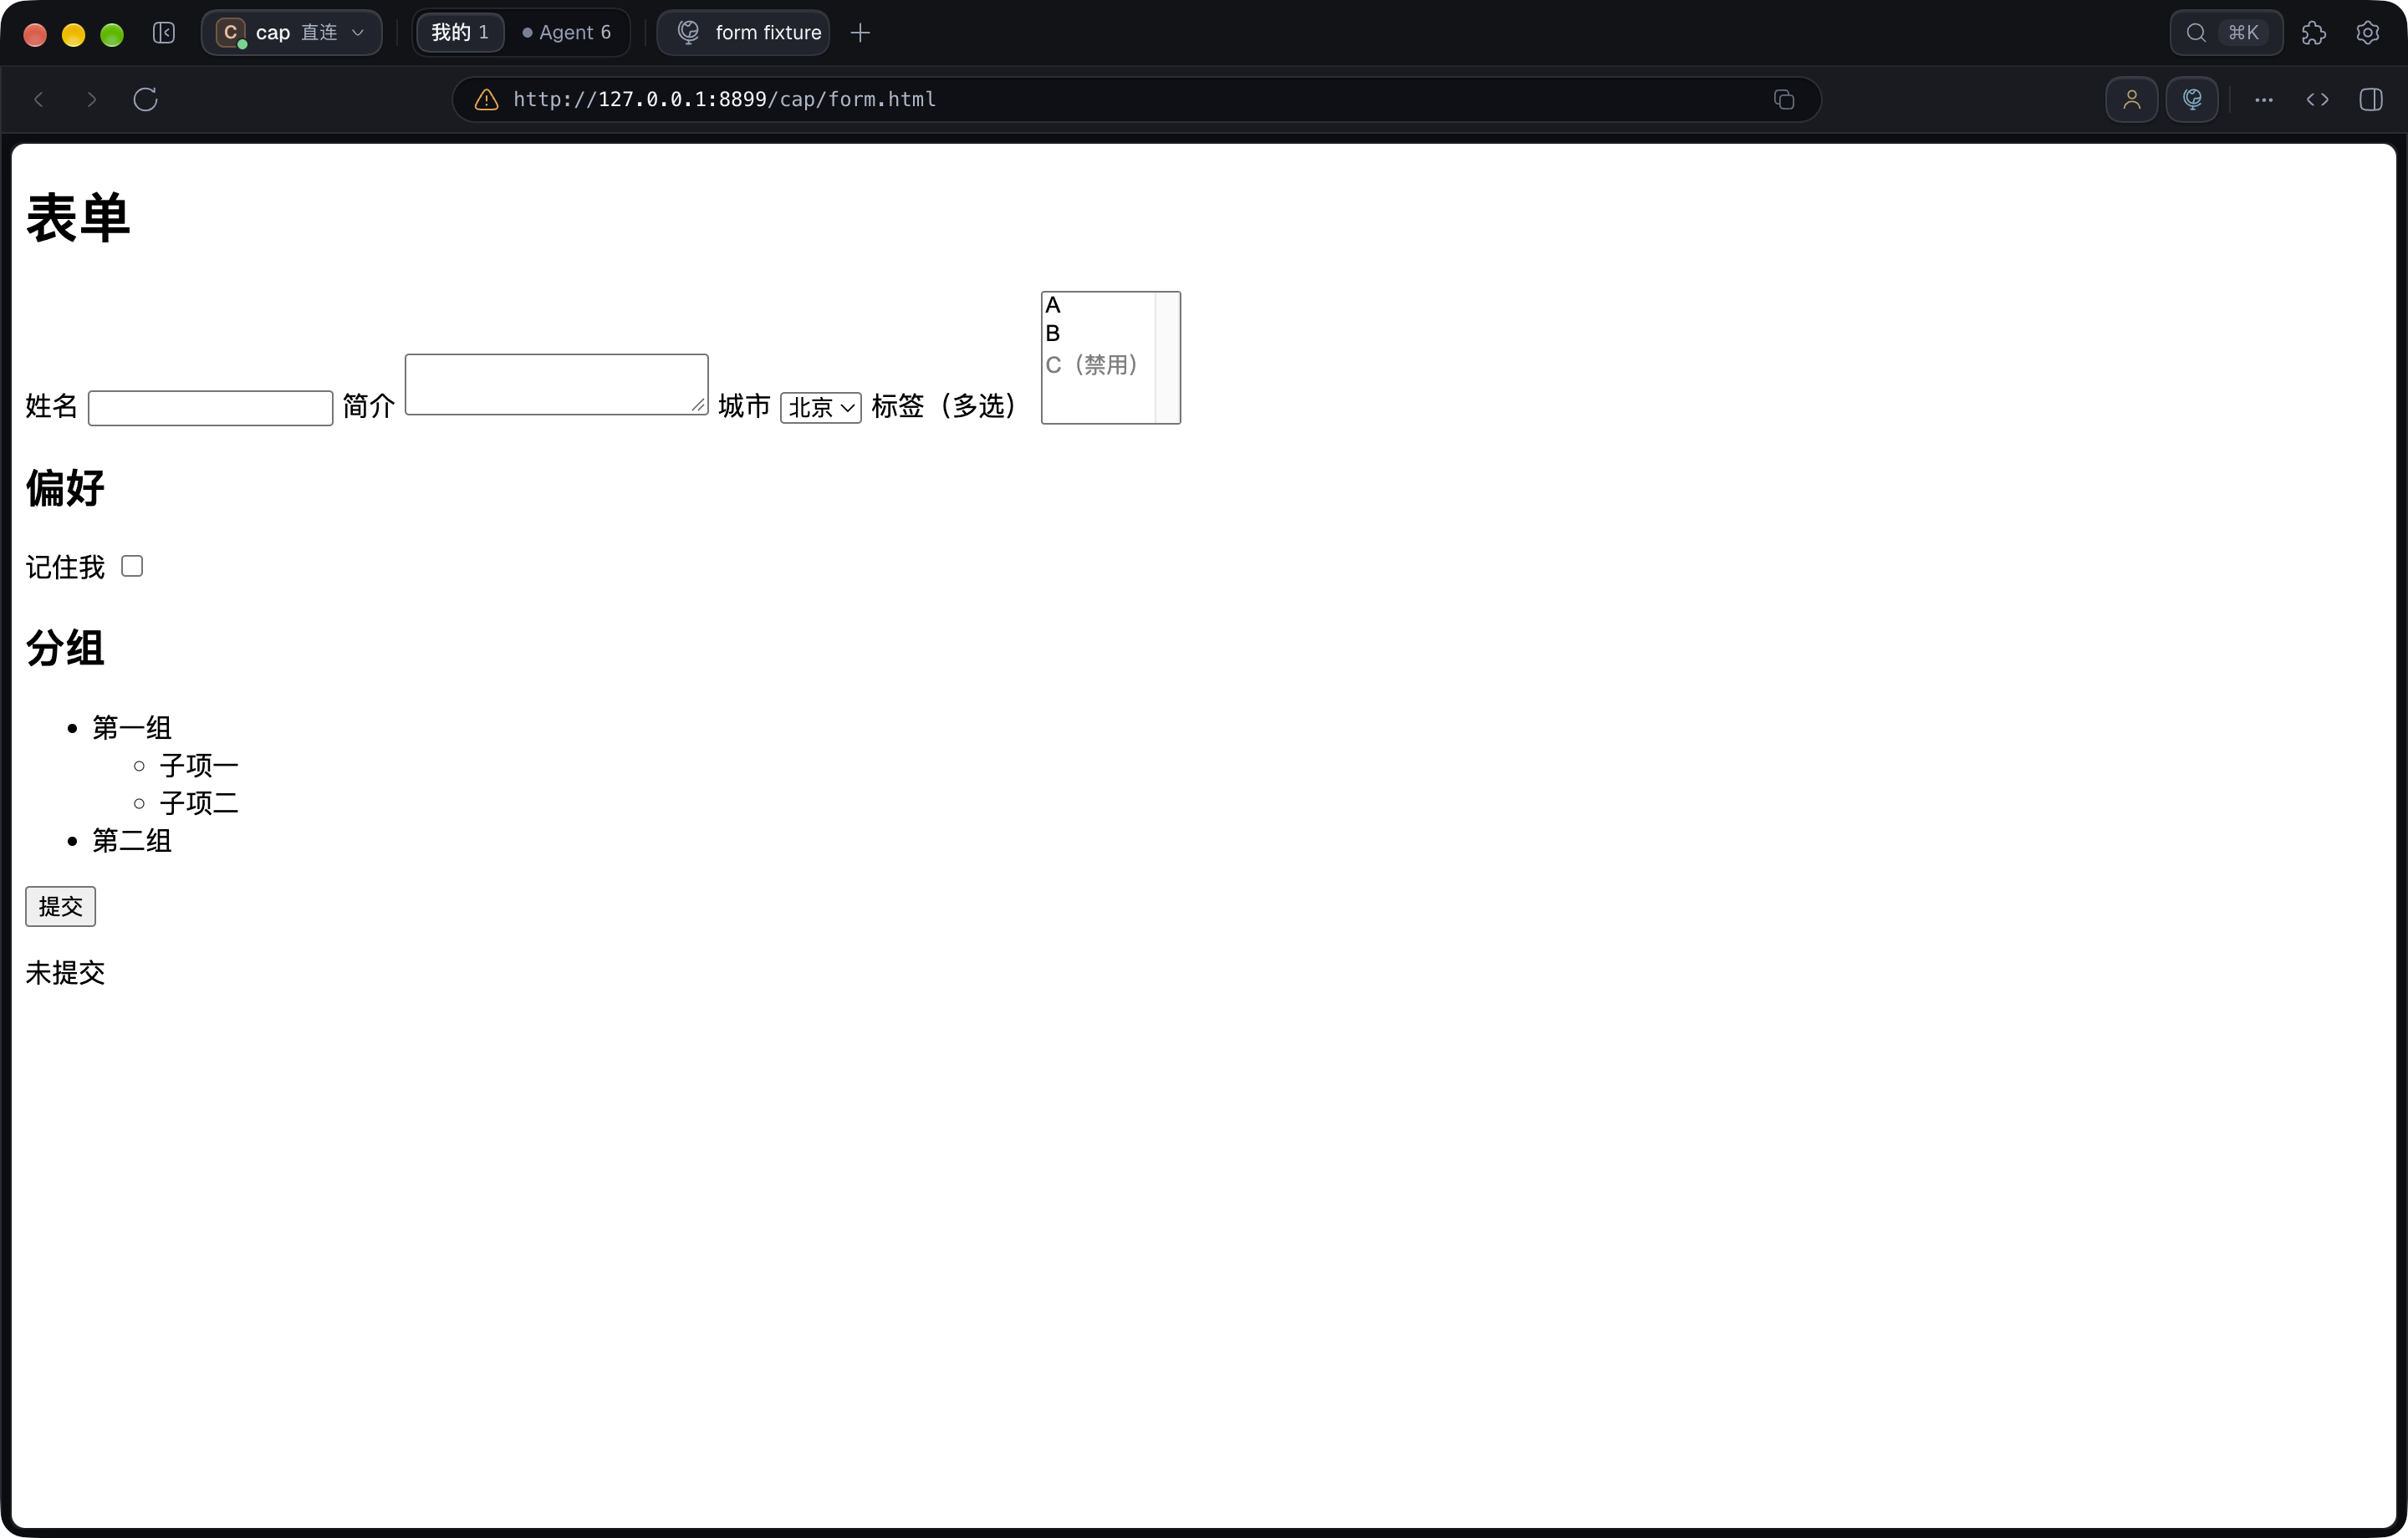 C cap 直连 我的 1 Agent 6 form fixture ⌘K
http://127.0.0.1:8899/cap/form.html
表单
A
B
C（禁用）
姓名 简介 城市 北京 标签（多选）
偏好
记住我
分组
第一组
子项一
子项二
第二组
提交
未提交